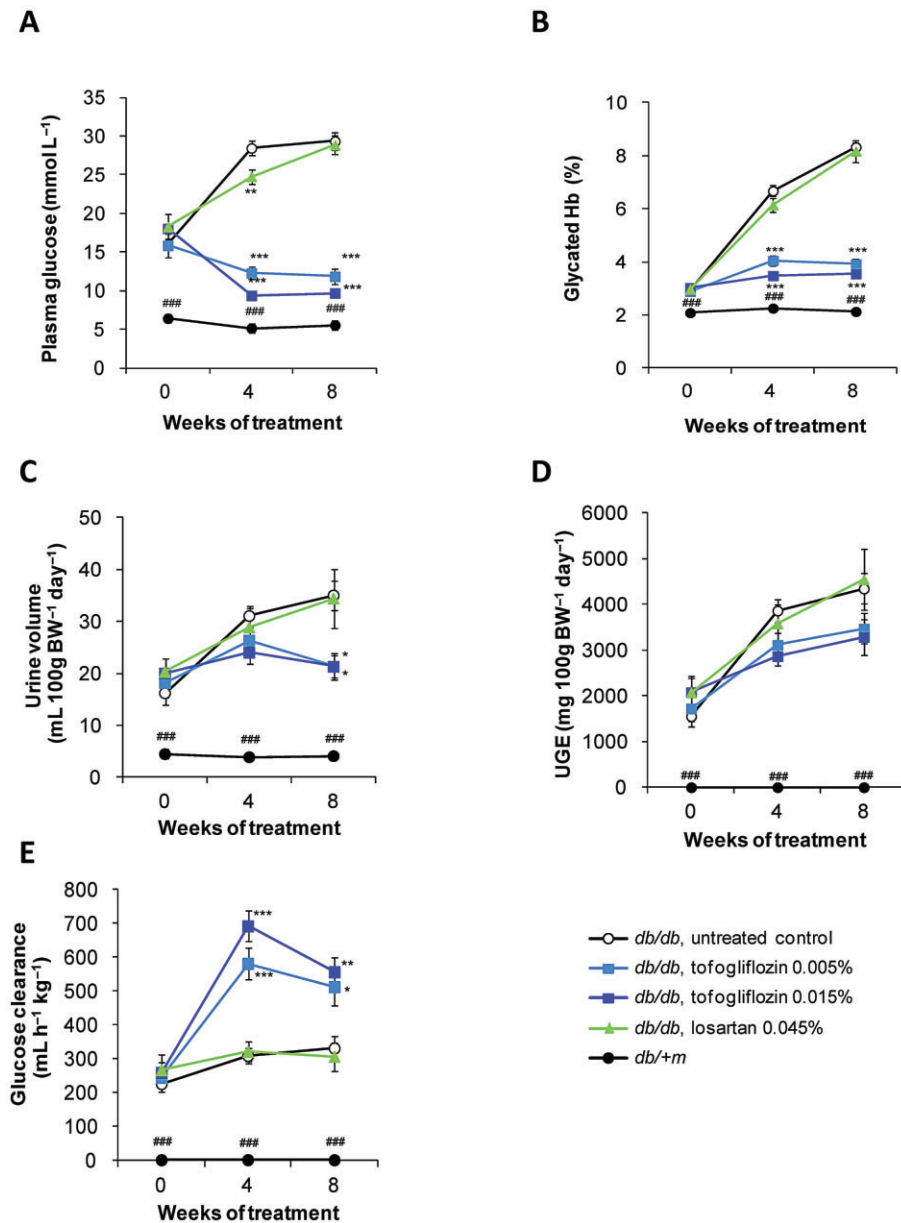 A
Plasma glucose (mmol L⁻¹)
35
30
25
20
15
10
5
0
**
***
***
***
***
###
###
###
0 4 8
Weeks of treatment
B
Glycated Hb (%)
10
8
6
4
2
0
***
***
***
***
###
###
###
0 4 8
Weeks of treatment
C
Urine volume
(mL 100g BW⁻¹ day⁻¹)
50
40
30
20
10
0
*
*
###
###
###
0 4 8
Weeks of treatment
D
UGE (mg 100g BW⁻¹ day⁻¹)
6000
5000
4000
3000
2000
1000
0
###
###
###
0 4 8
Weeks of treatment
E
Glucose clearance
(mL h⁻¹ kg⁻¹)
800
700
600
500
400
300
200
100
0
***
***
**
*
###
###
###
0 4 8
Weeks of treatment
db/db, untreated control
db/db, tofogliflozin 0.005%
db/db, tofogliflozin 0.015%
db/db, losartan 0.045%
db/+m